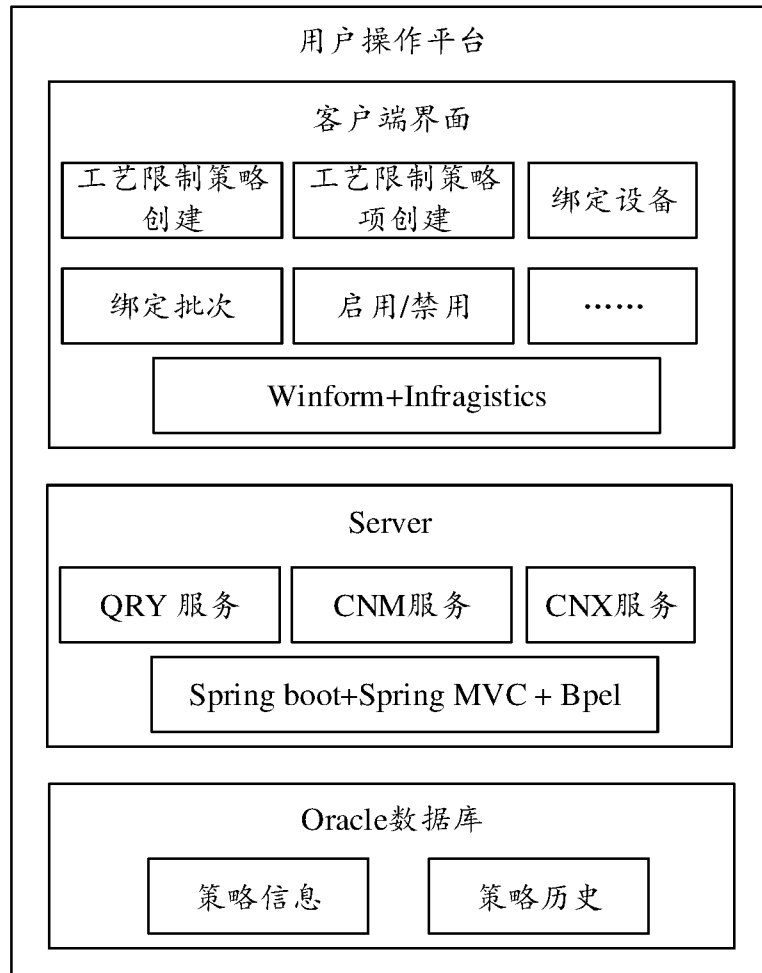 用户操作平台
客户端界面
工艺限制策略
创建
工艺限制策略
项创建
绑定设备
绑定批次
启用/禁用
……
Winform+Infragistics
Server
QRY 服务
CNM服务
CNX服务
Spring boot+Spring MVC + Bpel
Oracle数据库
策略信息
策略历史